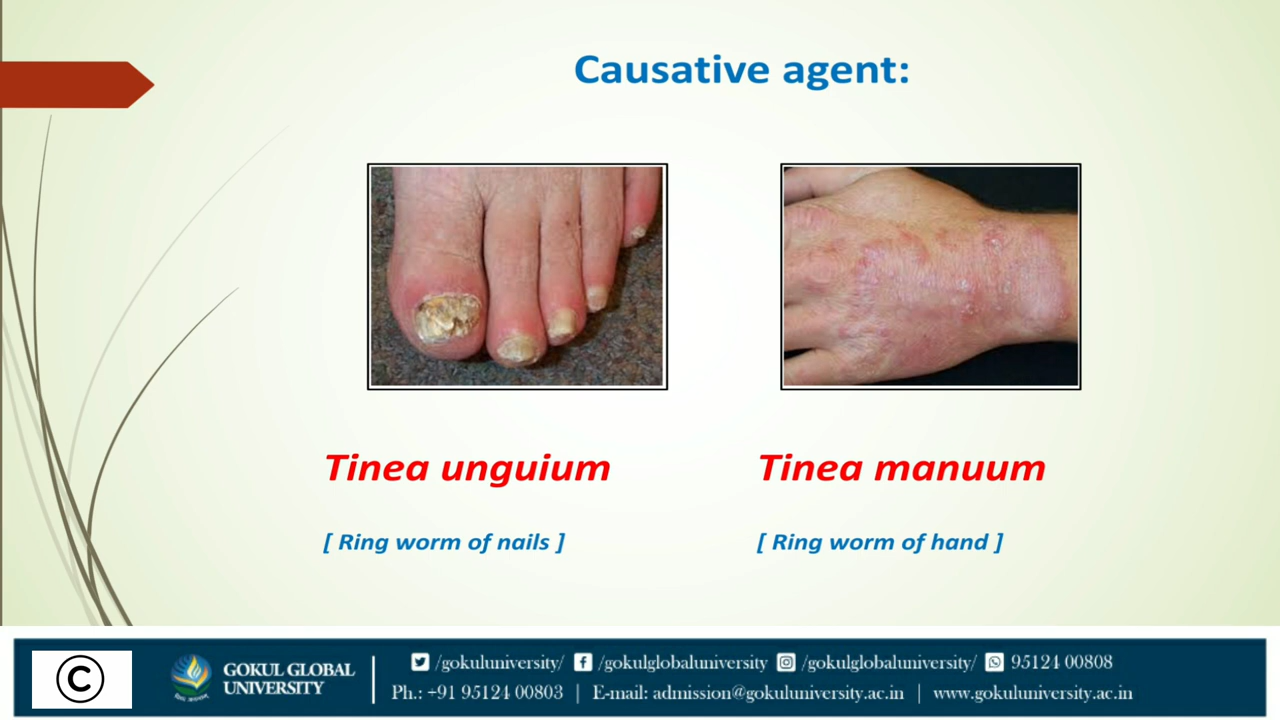 Causative agent:
Tinea unguium
Tinea manuum
[ Ring worm of nails ]
[ Ring worm of hand ]
©
GOKUL GLOBAL
UNIVERSITY
/gokuluniversity/ /gokulglobaluniversity /gokulglobaluniversity/ 95124 00808
Ph.: +91 95124 00803 | E-mail: admission@gokuluniversity.ac.in | www.gokuluniversity.ac.in